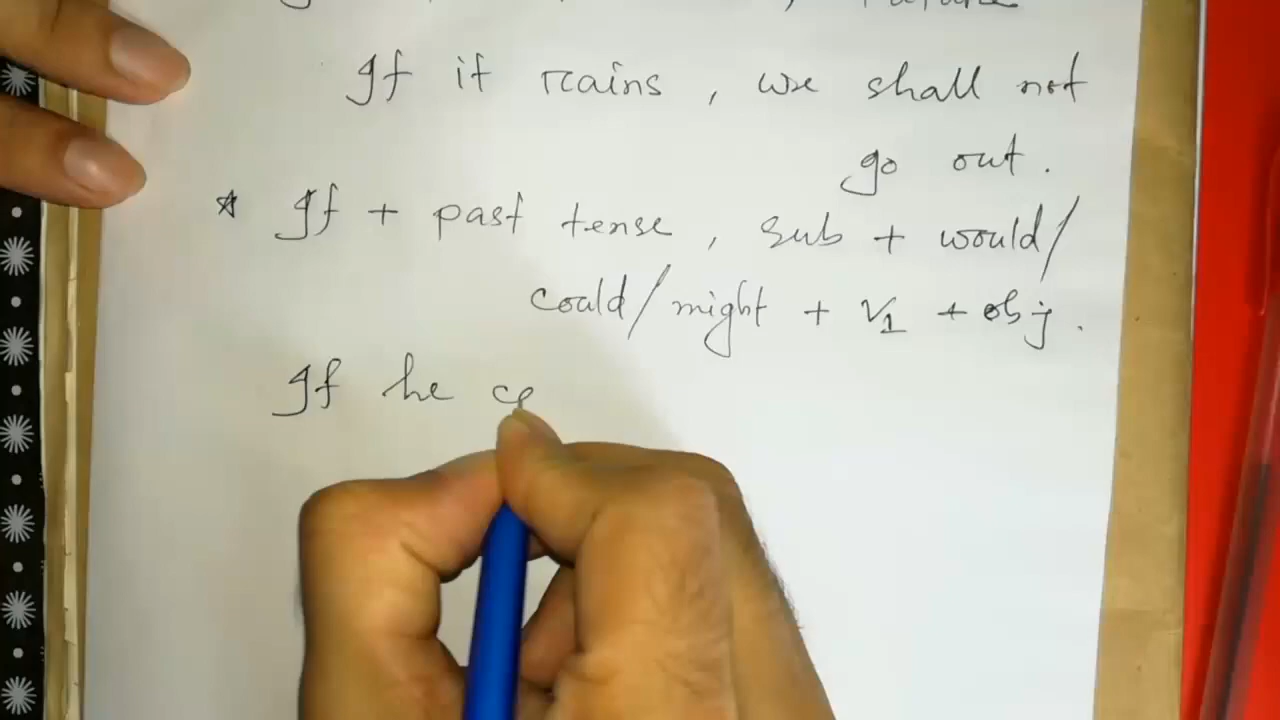 If it rains, we shall not
go out.
* If + past tense, sub + would/
could/might + V1 + obj.
If he